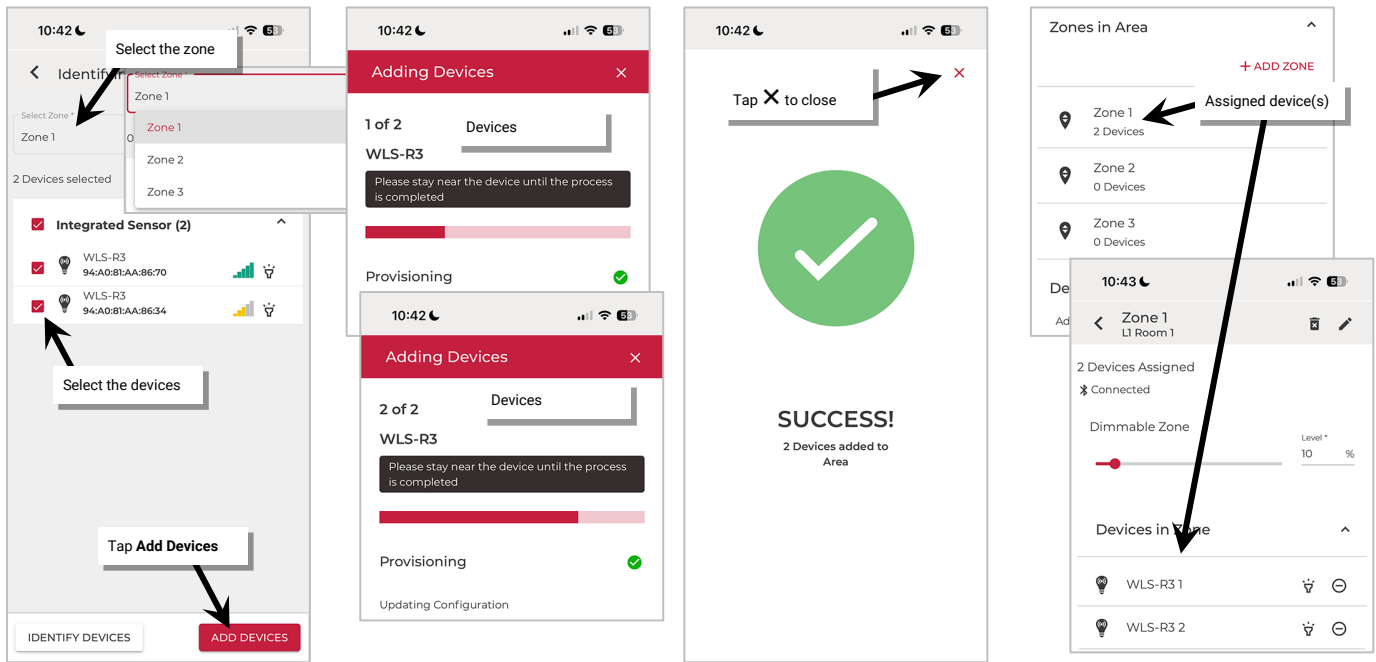 10:42
53
Select the zone
Select Zone *
Zone 1
Select Zone *
Zone 1
Zone 1
Zone 2
Zone 3
2 Devices selected
Integrated Sensor (2)
WLS-R3
94:A0:81:AA:86:70
WLS-R3
94:A0:81:AA:86:34
Select the devices
Tap Add Devices
IDENTIFY DEVICES
ADD DEVICES
10:42
53
Adding Devices
1 of 2
Devices
WLS-R3
Please stay near the device until the process
is completed
Provisioning
10:42
53
Adding Devices
2 of 2
Devices
WLS-R3
Please stay near the device until the process
is completed
Provisioning
Updating Configuration
10:42
53
Tap X to close
SUCCESS!
2 Devices added to
Area
Zones in Area
+ ADD ZONE
Assigned device(s)
Zone 1
2 Devices
Zone 2
0 Devices
Zone 3
0 Devices
10:43
53
Zone 1
L1 Room 1
2 Devices Assigned
Connected
Dimmable Zone
Level *
10 %
Devices in Zone
WLS-R3 1
WLS-R3 2